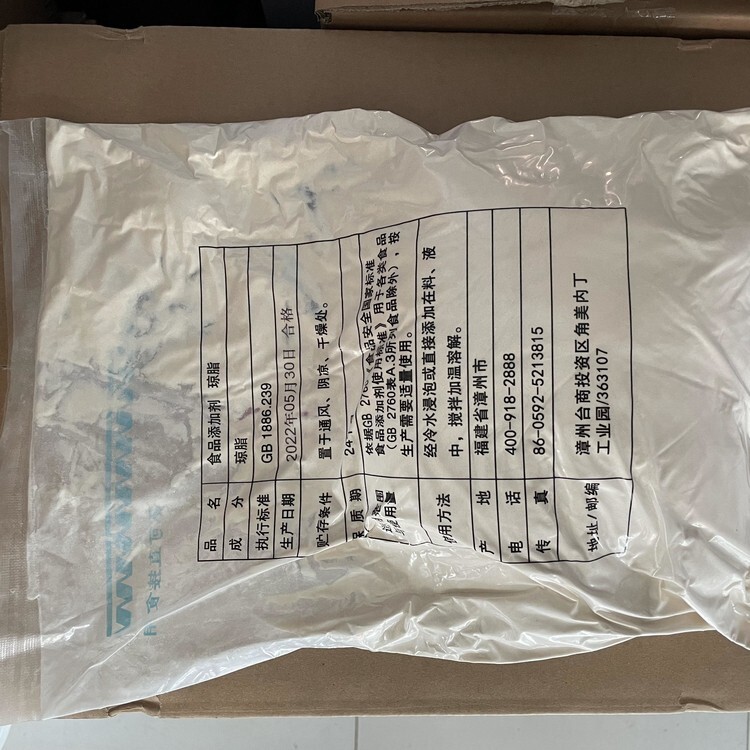 品名 食品添加剂 琼脂
成分 琼脂
执行标准 GB 1886.239
生产日期 2022年05月30日 合格
贮存条件 置于通风、阴凉、干燥处。
保质期 24
用量 依据GB 2760《食品安全国家标准
食品添加剂使用标准》用于各类食品
(GB 2760表A.3所列食品除外),按
生产需要适量使用。
使用方法 经冷水浸泡或直接添加在料、液
中,搅拌加温溶解。
产地 福建省漳州市
电话 400-918-2888
传真 86-0592-5213815
地址/邮编 漳州台商投资区角美内丁
工业园/363107